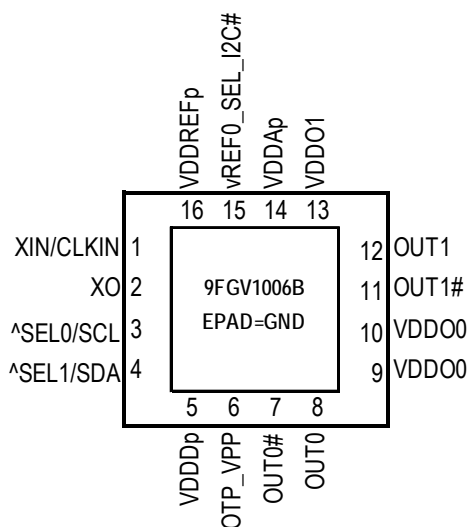 VDDREFp
vREF0_SEL_I2C#
VDDAp
VDDO1
16 15 14 13
XIN/CLKIN 1
XO 2
^SEL0/SCL 3
^SEL1/SDA 4
9FGV1006B
EPAD=GND
12 OUT1
11 OUT1#
10 VDDO0
9 VDDO0
5 6 7 8
VDDDp
OTP_VPP
OUT0#
OUT0